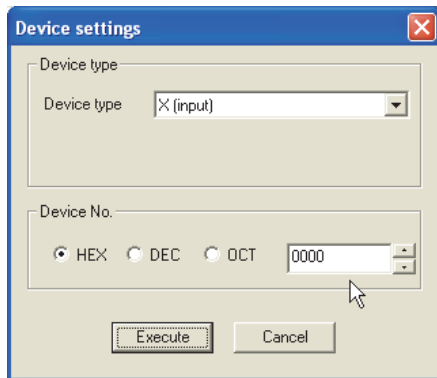 Device settings
Device type
Device type X (input)
Device No.
HEX DEC OCT 0000
Execute Cancel